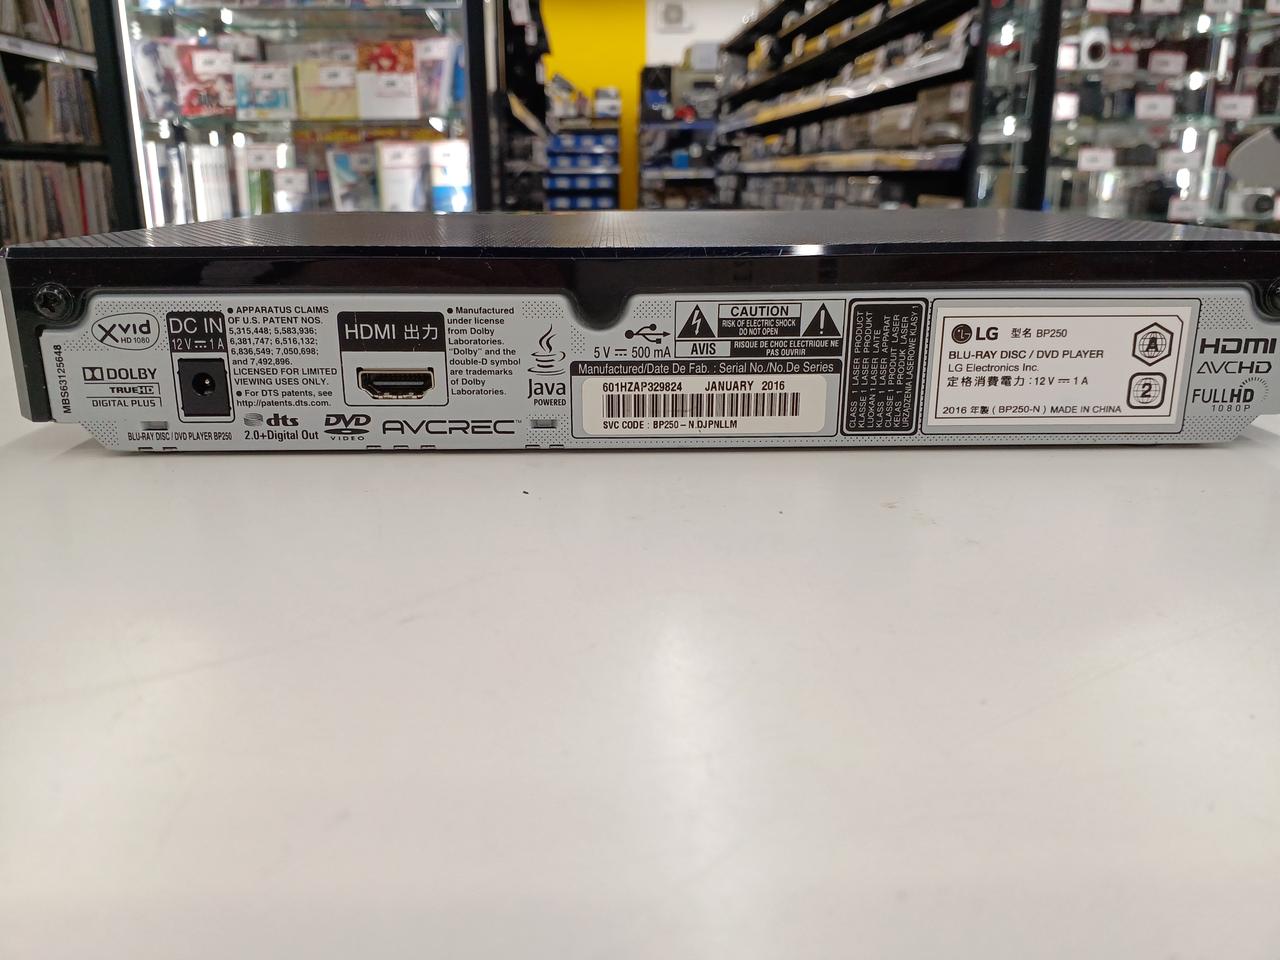 MBS63125648
Xvid
HD 1080
DOLBY
TRUEHD
DIGITAL PLUS
BLU-RAY DISC / DVD PLAYER BP250
DC IN
12 V ⎓ 1 A
● APPARATUS CLAIMS
OF U.S. PATENT NOS.
5,315,448; 5,583,936;
6,381,747; 6,516,132;
6,836,549; 7,050,698;
and 7,492,896.
LICENSED FOR LIMITED
VIEWING USES ONLY.
● For DTS patents, see
http://patents.dts.com.
dts
2.0+Digital Out
DVD
VIDEO
AVCREC™
HDMI 出力
● Manufactured
under license
from Dolby
Laboratories.
"Dolby" and the
double-D symbol
are trademarks
of Dolby
Laboratories.
Java
POWERED
5 V ⎓ 500 mA
CAUTION
RISK OF ELECTRIC SHOCK
DO NOT OPEN
AVIS
RISQUE DE CHOC ELECTRIQUE NE
PAS OUVRIR
Manufactured/Date De Fab. : Serial No./No.De Series
601HZAP329824 JANUARY 2016
SVC CODE : BP250-N.DJPNLLM
CLASS 1 LASER PRODUCT
KLASSE 1 LASER PRODUKT
LUOKAN 1 LASER LAITE
KLASS 1 LASER APPARAT
CLASSE 1 PRODUIT LASER
KELAS 1 PRODUK LASER
URZĄDZENIA LASEROWE KLASY I
LG 型名 BP250
BLU-RAY DISC / DVD PLAYER
LG Electronics Inc.
定格消費電力 : 12 V ⎓ 1 A
2016 年製 ( BP250-N ) MADE IN CHINA
A
2
HDMI
AVCHD
FULLHD
1080P